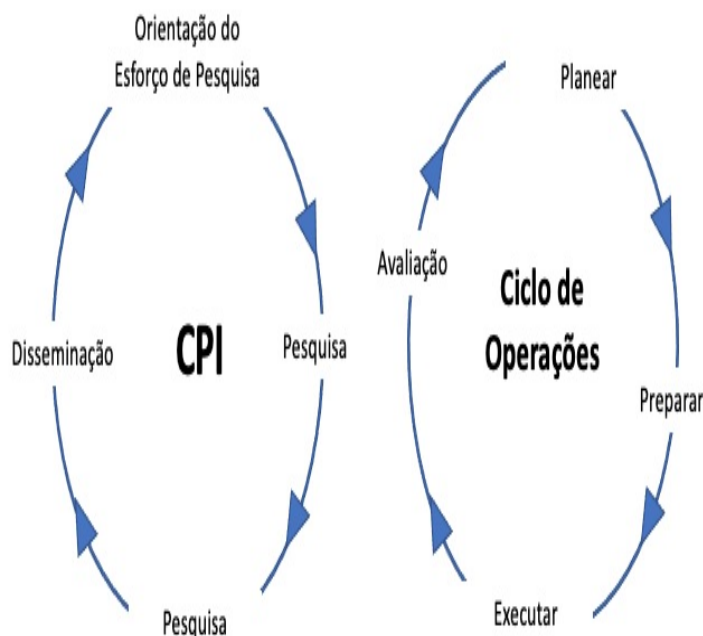 Orientação do
Esforço de Pesquisa
Pesquisa
Pesquisa
Disseminação
CPI
Planear
Preparar
Executar
Avaliação
Ciclo de
Operações